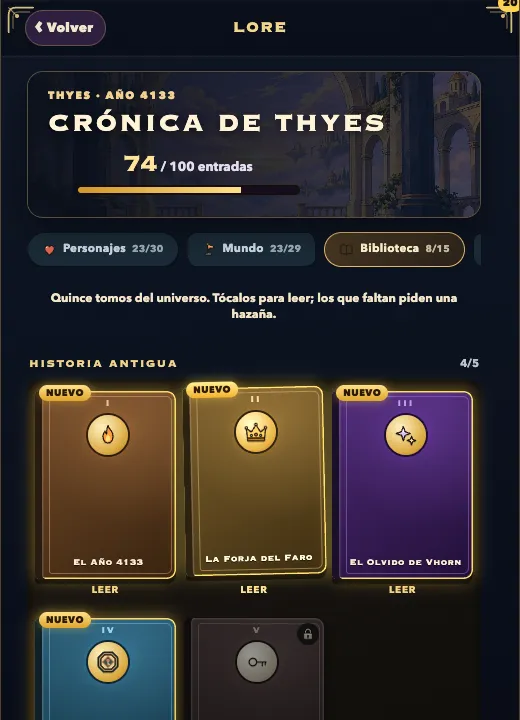 20
Volver
LORE
THYES • AÑO 4133
CRÓNICA DE THYES
74 / 100 entradas
Personajes 23/30
Mundo 23/29
Biblioteca 8/15
Quince tomos del universo. Tócalos para leer; los que faltan piden una
hazaña.
HISTORIA ANTIGUA
4/5
NUEVO
I
El Año 4133
LEER
NUEVO
II
La Forja del Faro
LEER
NUEVO
III
El Olvido de Vhorn
LEER
NUEVO
IV
V